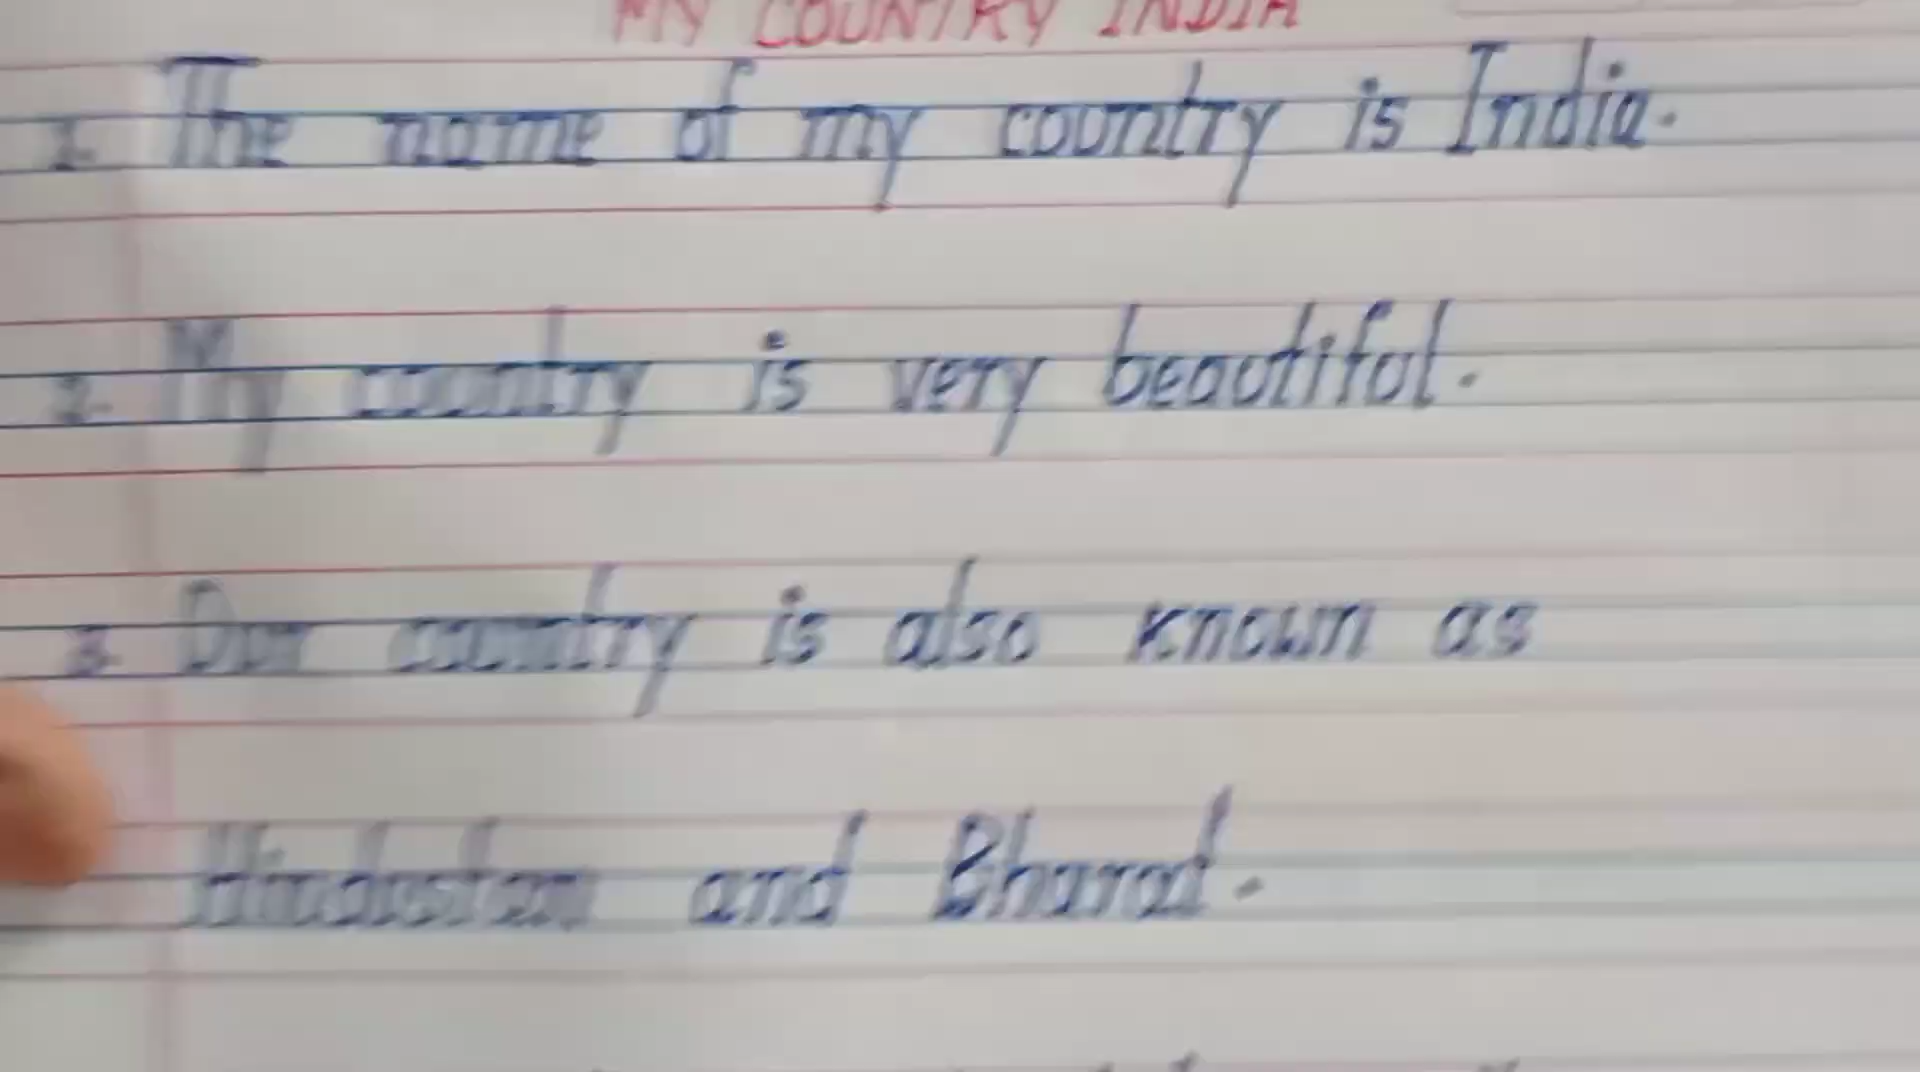 MY COUNTRY INDIA
1. The name of my country is India.
2. My country is very beautiful.
3. Our country is also known as
Hindustan and Bharat.